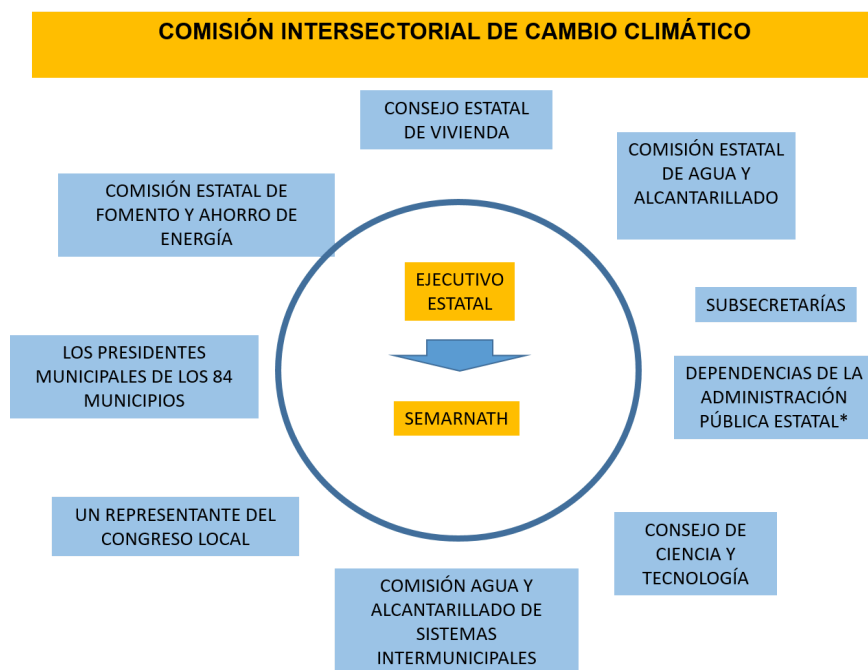 COMISIÓN INTERSECTORIAL DE CAMBIO CLIMÁTICO
CONSEJO ESTATAL
DE VIVIENDA
COMISIÓN ESTATAL
DE AGUA Y
ALCANTARILLADO
COMISIÓN ESTATAL DE
FOMENTO Y AHORRO DE
ENERGÍA
EJECUTIVO
ESTATAL
SUBSECRETARÍAS
LOS PRESIDENTES
MUNICIPALES DE LOS 84
MUNICIPIOS
DEPENDENCIAS DE LA
ADMINISTRACIÓN
PÚBLICA ESTATAL*
SEMARNATH
UN REPRESENTANTE DEL
CONGRESO LOCAL
CONSEJO DE
CIENCIA Y
TECNOLOGÍA
COMISIÓN AGUA Y
ALCANTARILLADO DE
SISTEMAS
INTERMUNICIPALES